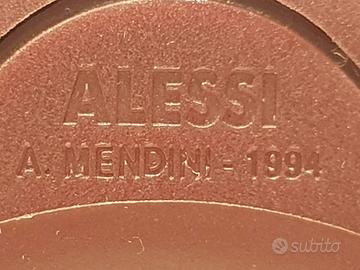 ALESSI
A. MENDINI - 1994
subito